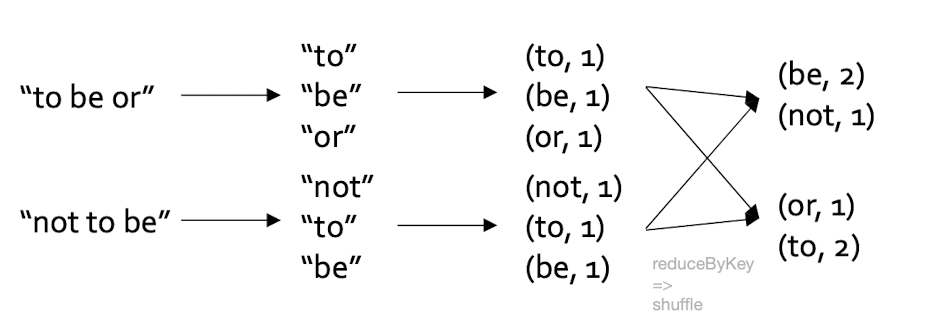 “to be or”
“to”
“be”
“or”
(to, 1)
(be, 1)
(or, 1)
(be, 2)
(not, 1)
“not to be”
“not”
“to”
“be”
(not, 1)
(to, 1)
(be, 1)
(or, 1)
(to, 2)
reduceByKey
=>
shuffle